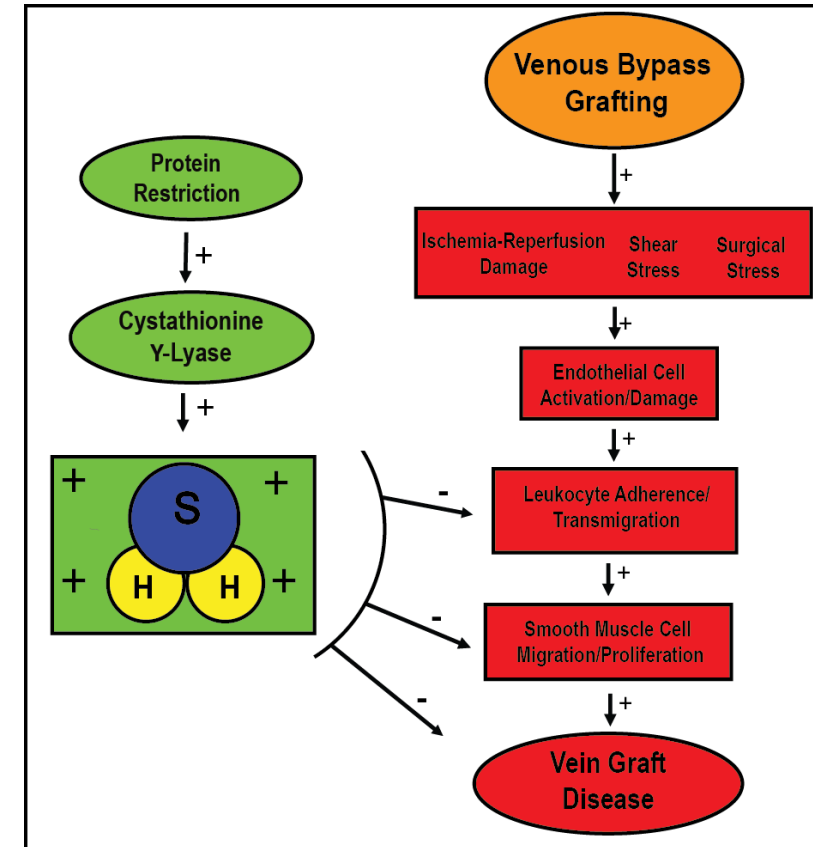 Venous Bypass
Grafting
+
Ischemia-Reperfusion
Damage
Shear
Stress
Surgical
Stress
+
Endothelial Cell
Activation/Damage
+
Leukocyte Adherence/
Transmigration
+
Smooth Muscle Cell
Migration/Proliferation
+
Vein Graft
Disease
Protein
Restriction
+
Cystathionine
Y-Lyase
+
+ +
S
H H
+ +
-
-
-